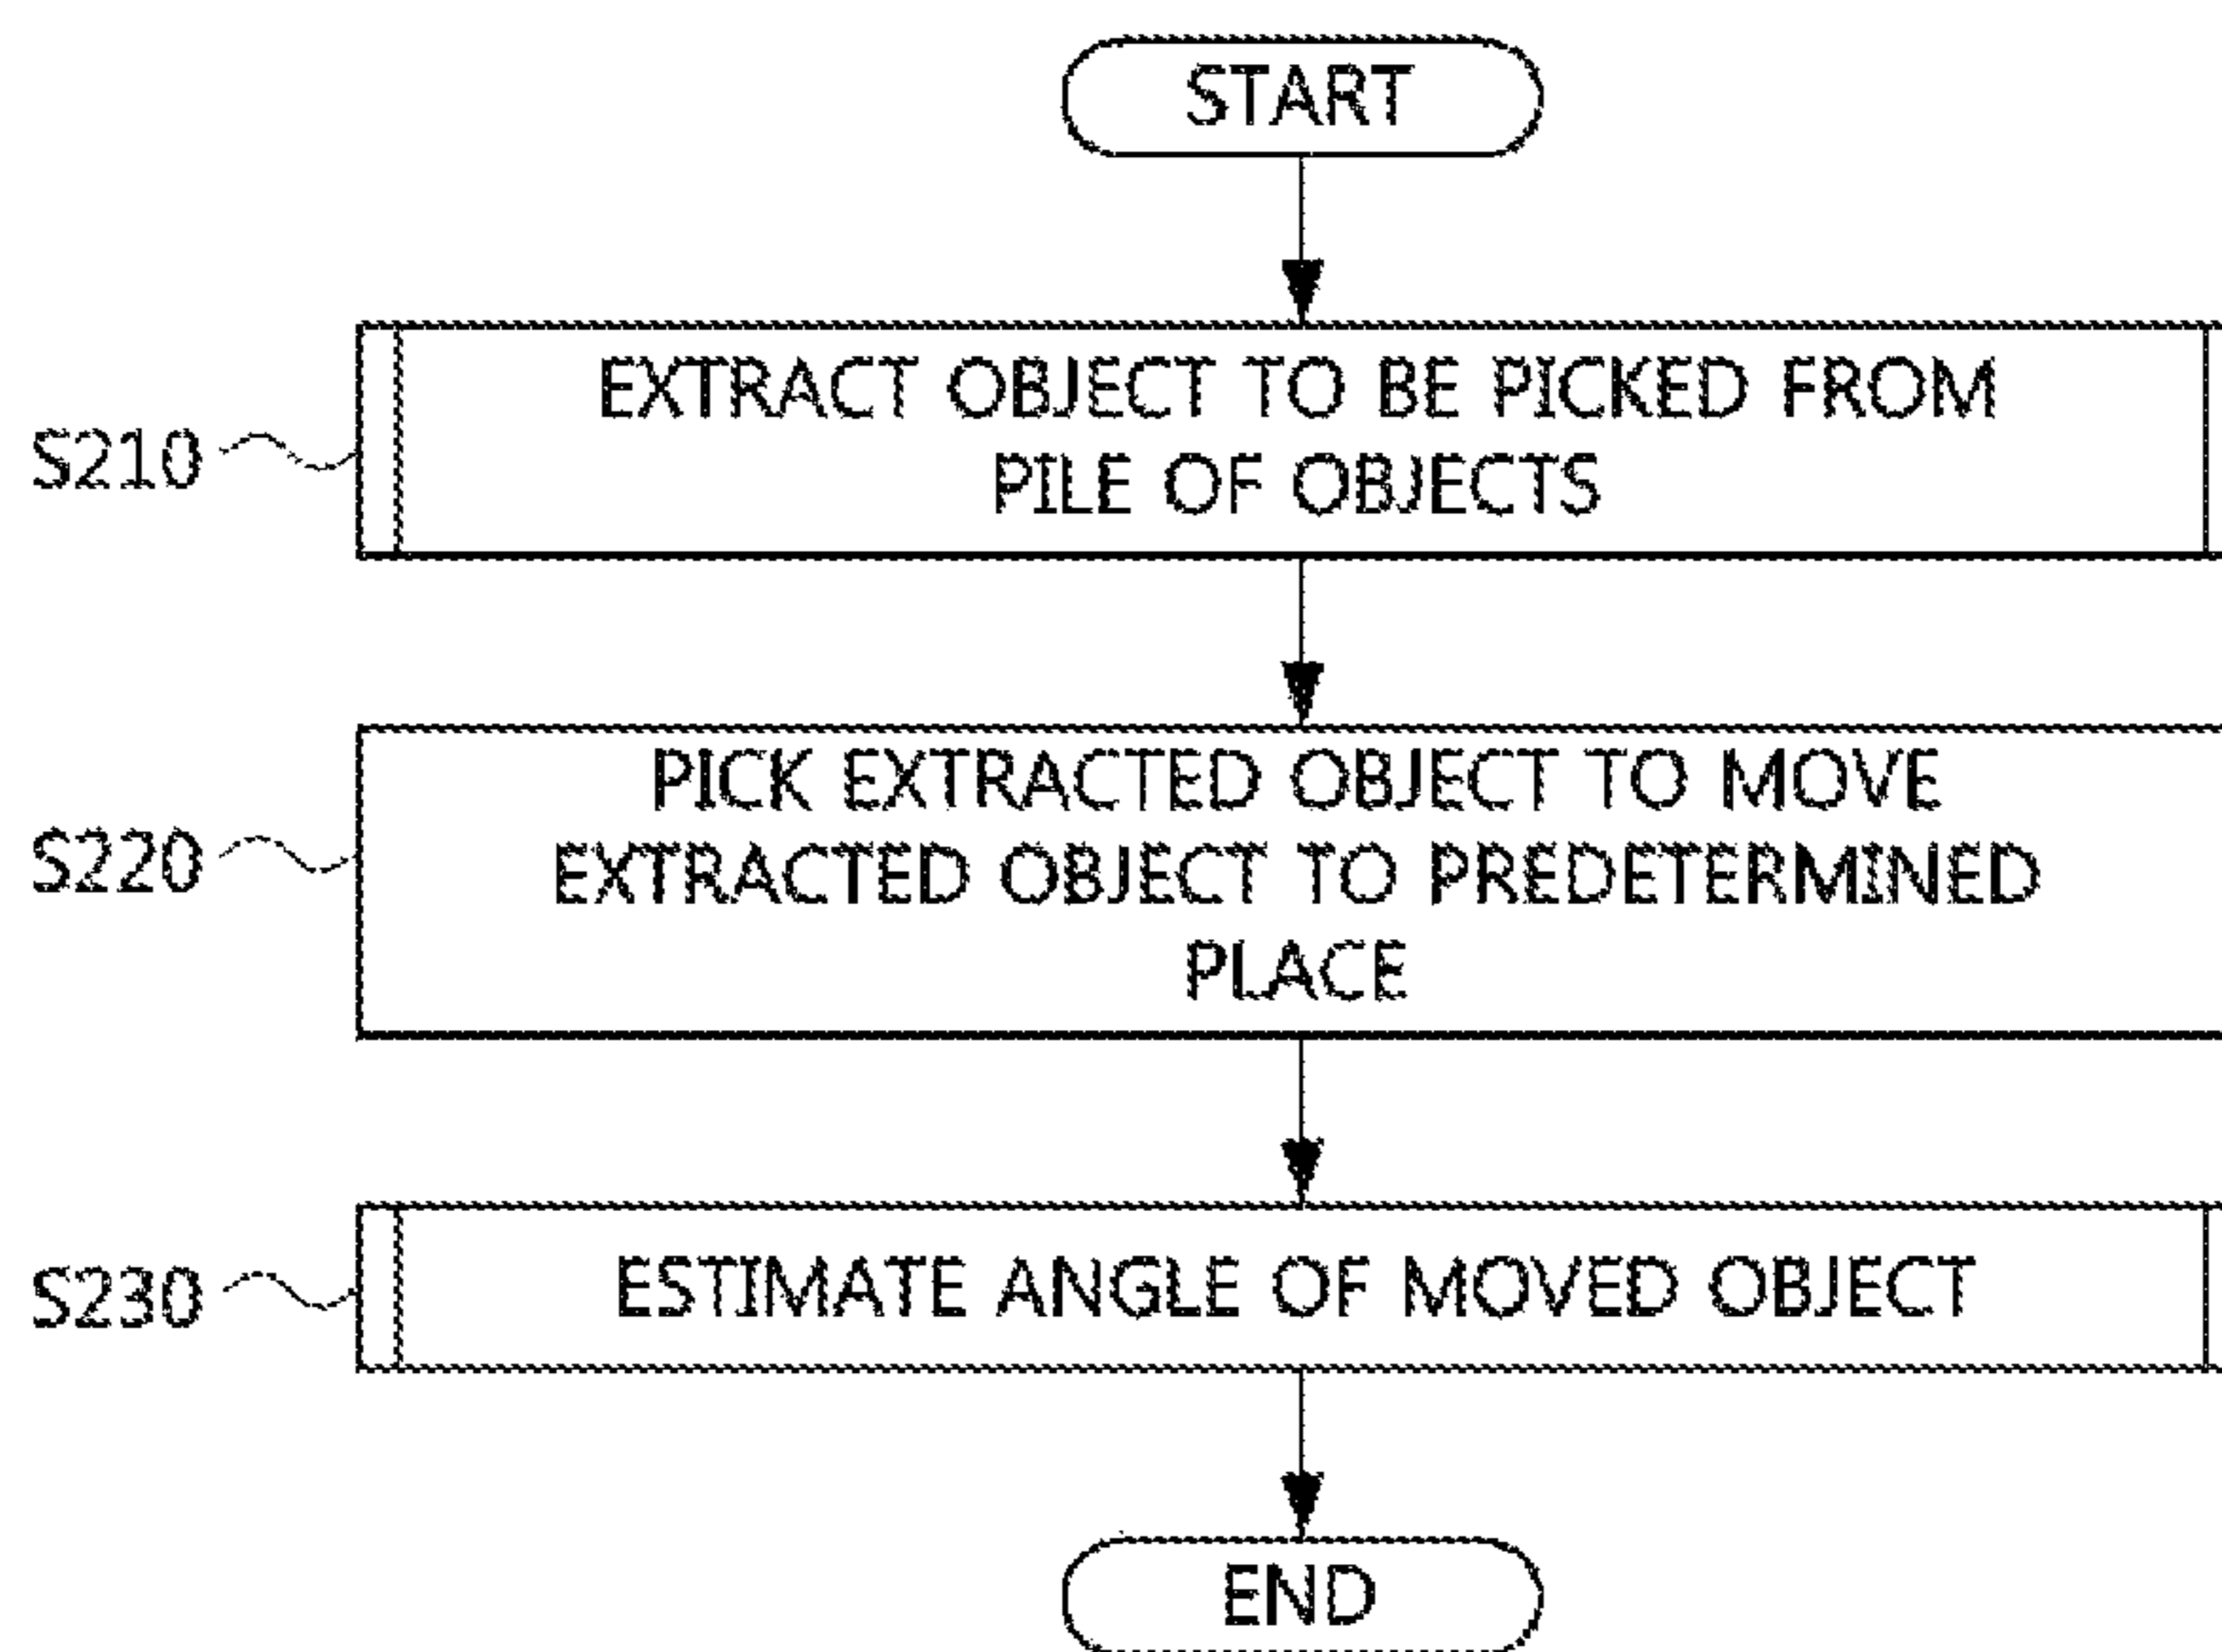 START
EXTRACT OBJECT TO BE PICKED FROM
PILE OF OBJECTS
S210
PICK EXTRACTED OBJECT TO MOVE
EXTRACTED OBJECT TO PREDETERMINED
PLACE
S220
ESTIMATE ANGLE OF MOVED OBJECT
S230
END